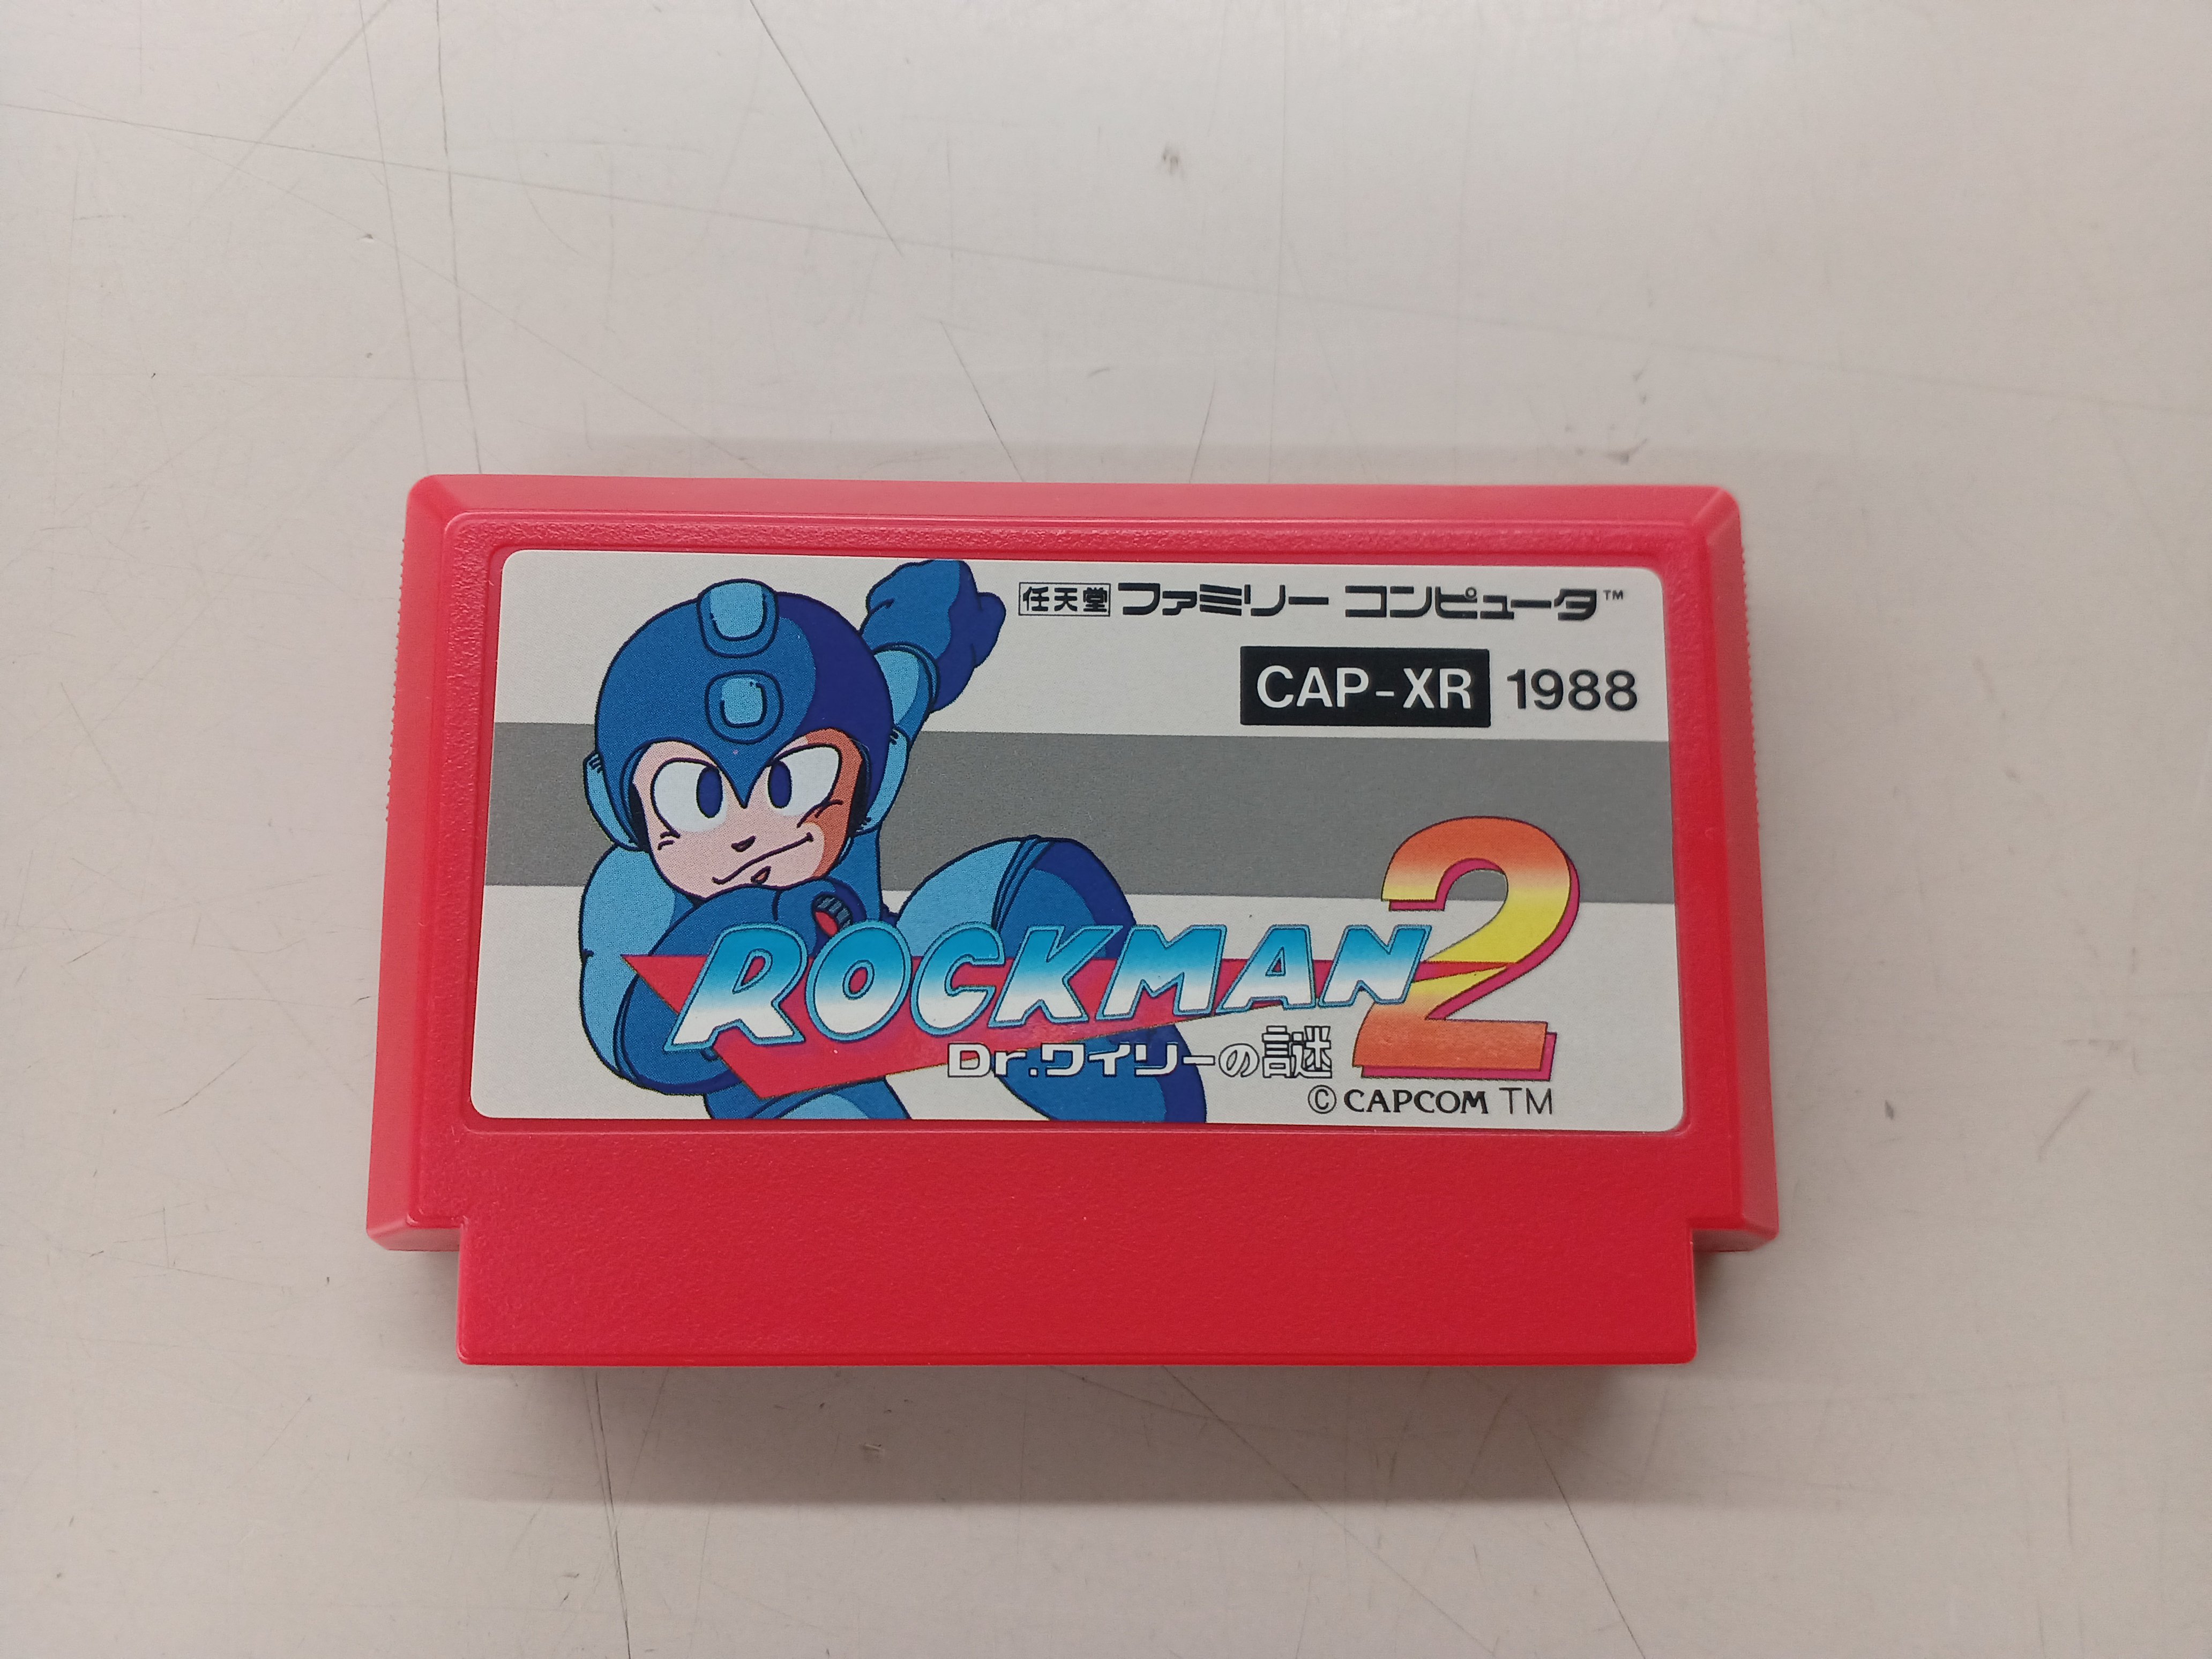 任天堂 ファミリー コンピュータ™
CAP-XR 1988
ROCKMAN 2
Dr.ワイリーの謎
©CAPCOM TM